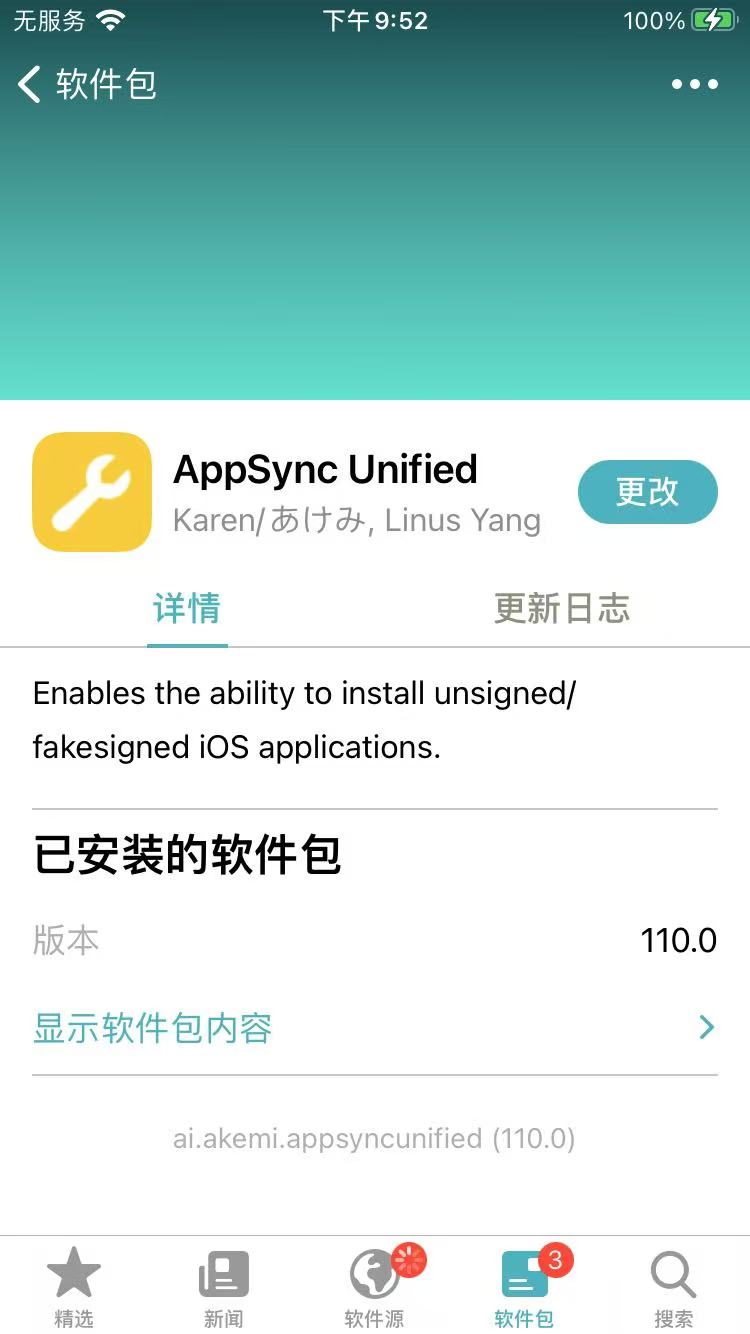 无服务 下午9:52 100%
软件包
AppSync Unified
Karen/あけみ, Linus Yang
更改
详情 更新日志
Enables the ability to install unsigned/
fakesigned iOS applications.
已安装的软件包
版本 110.0
显示软件包内容
ai.akemi.appsyncunified (110.0)
3
精选 新闻 软件源 软件包 搜索